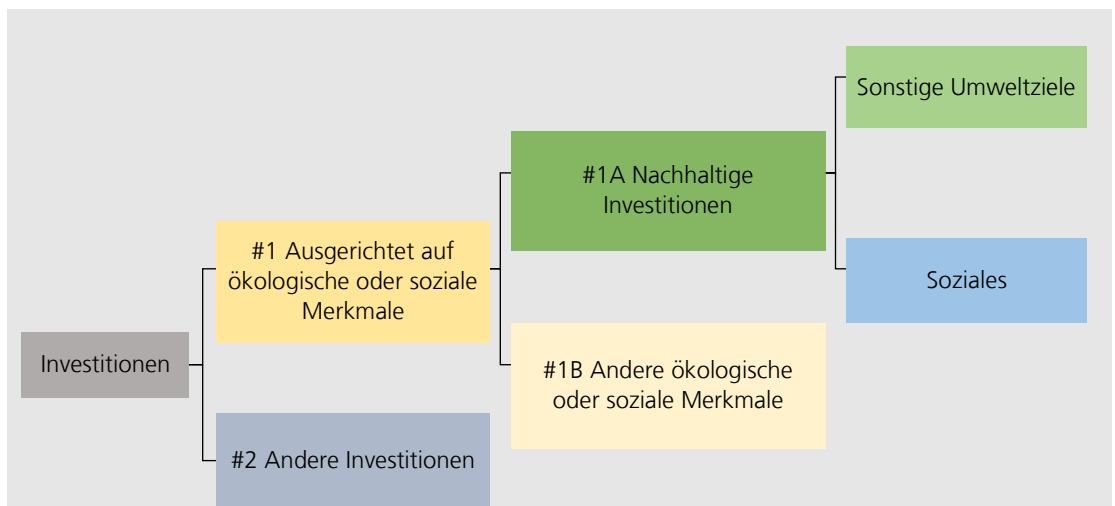 Investitionen
#1 Ausgerichtet auf
ökologische oder soziale
Merkmale
#2 Andere Investitionen
#1A Nachhaltige
Investitionen
#1B Andere ökologische
oder soziale Merkmale
Sonstige Umweltziele
Soziales